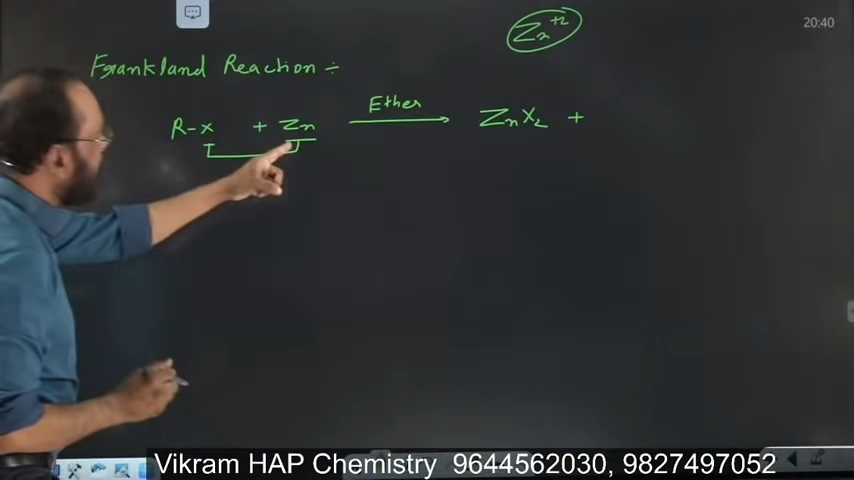 20:40
Zn+2
Frankland Reaction ÷
R-x + Zn Ether ZnX2 +
Vikram HAP Chemistry 9644562030, 9827497052